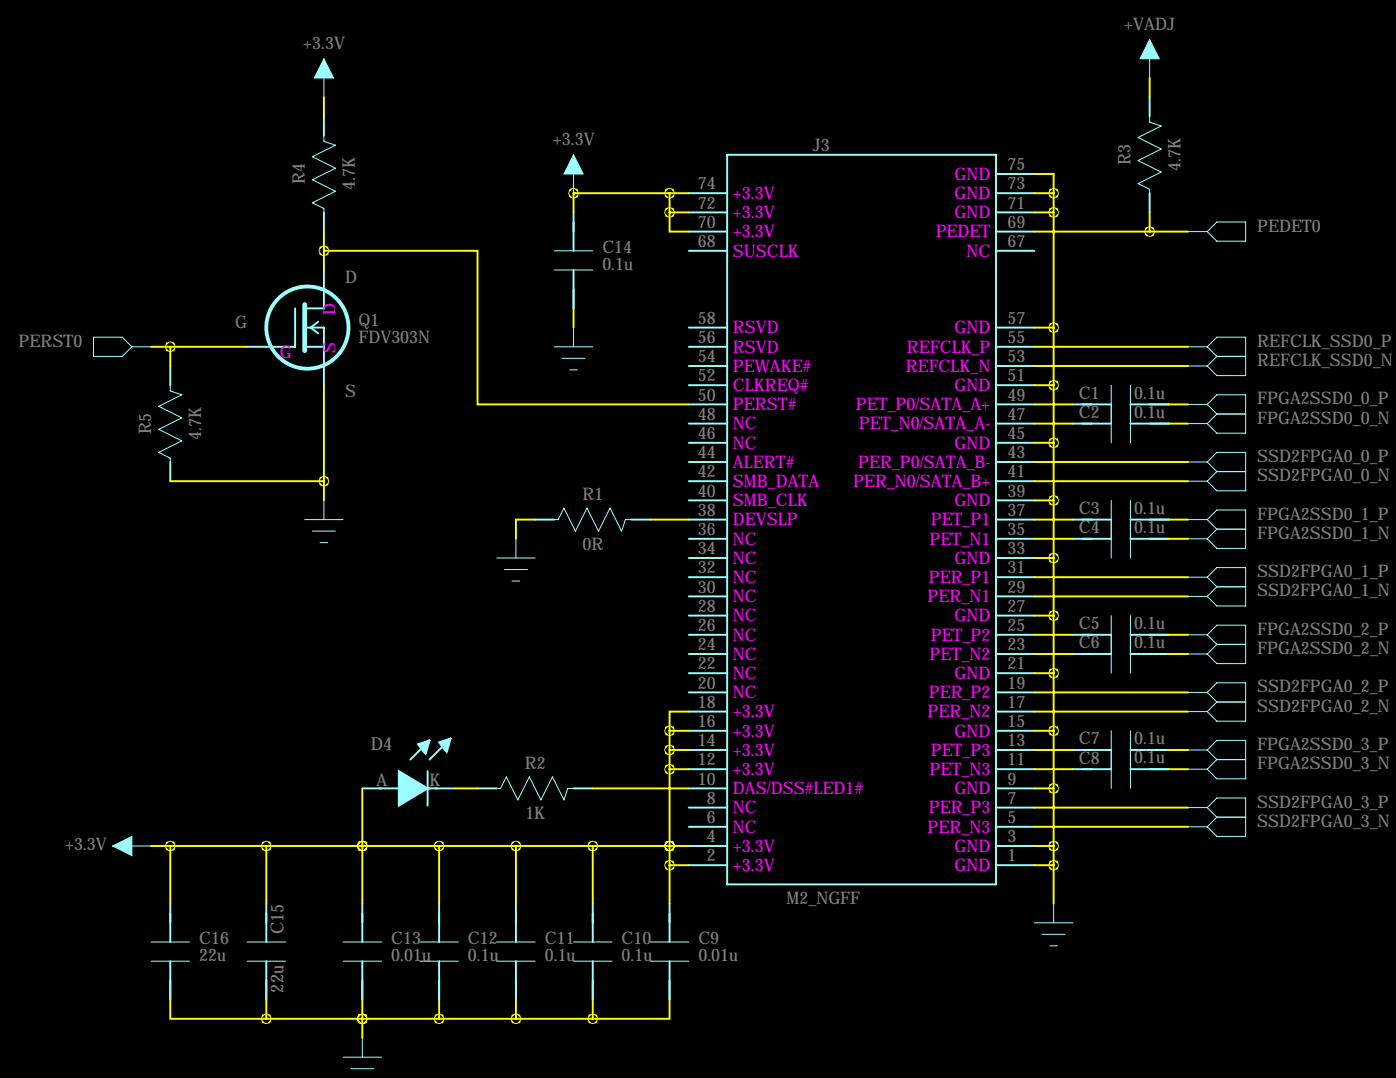 +VADJ
+3.3V
R4
4.7K
R3
4.7K
+3.3V
C14
0.1u
J3
74 +3.3V
72 +3.3V
70 +3.3V
68 SUSCLK
58 RSVD
56 RSVD
54 PEWAKE#
52 CLKREQ#
50 PERST#
48 NC
46 NC
44 ALERT#
42 SMB_DATA
40 SMB_CLK
38 DEVSLP
36 NC
34 NC
32 NC
30 NC
28 NC
26 NC
24 NC
22 NC
20 NC
18 +3.3V
16 +3.3V
14 +3.3V
12 +3.3V
10 DAS/DSS#LED1#
8 NC
6 NC
4 +3.3V
2 +3.3V
GND 75
GND 73
GND 71
PEDET 69
NC 67
GND 57
REFCLK_P 55
REFCLK_N 53
GND 51
PET_P0/SATA_A+ 49
PET_N0/SATA_A- 47
GND 45
PER_P0/SATA_B- 43
PER_N0/SATA_B+ 41
GND 39
PET_P1 37
PET_N1 35
GND 33
PER_P1 31
PER_N1 29
GND 27
PET_P2 25
PET_N2 23
GND 21
PER_P2 19
PER_N2 17
GND 15
PET_P3 13
PET_N3 11
GND 9
PER_P3 7
PER_N3 5
GND 3
GND 1
M2_NGFF
PEDET0
REFCLK_SSD0_P
REFCLK_SSD0_N
C1 0.1u FPGA2SSD0_0_P
C2 0.1u FPGA2SSD0_0_N
SSD2FPGA0_0_P
SSD2FPGA0_0_N
C3 0.1u FPGA2SSD0_1_P
C4 0.1u FPGA2SSD0_1_N
SSD2FPGA0_1_P
SSD2FPGA0_1_N
C5 0.1u FPGA2SSD0_2_P
C6 0.1u FPGA2SSD0_2_N
SSD2FPGA0_2_P
SSD2FPGA0_2_N
C7 0.1u FPGA2SSD0_3_P
C8 0.1u FPGA2SSD0_3_N
SSD2FPGA0_3_P
SSD2FPGA0_3_N
D
G
D
G
S
Q1
FDV303N
S
PERST0
R5
4.7K
R1
0R
D4
A K
R2
1K
+3.3V
C16
22u
C15
22u
C13
0.01u
C12
0.1u
C11
0.1u
C10
0.1u
C9
0.01u